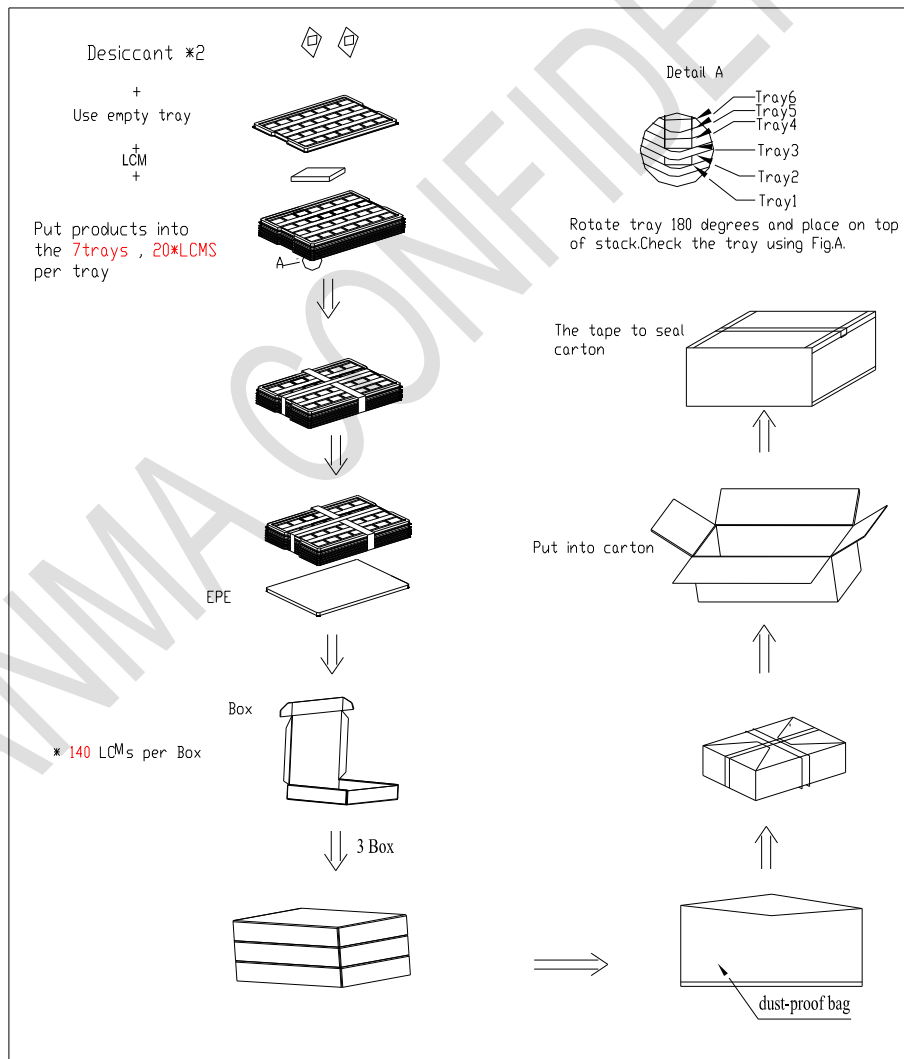 Desiccant *2
+
Use empty tray
+
LCM
+
Put products into
the 7trays , 20*LCMS
per tray
A
Detail A
Tray6
Tray5
Tray4
Tray3
Tray2
Tray1
Rotate tray 180 degrees and place on top
of stack.Check the tray using Fig.A.
EPE
Box
* 140 LCMs per Box
3 Box
dust-proof bag
Put into carton
The tape to seal
carton